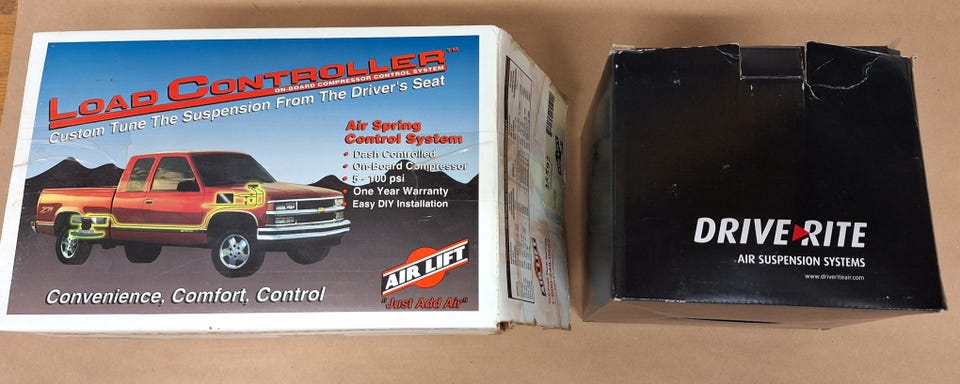 LOAD CONTROLLER™
ON-BOARD COMPRESSOR CONTROL SYSTEM
Custom Tune The Suspension From The Driver's Seat
Air Spring
Control System
• Dash Controlled
• On-Board Compressor
• 5 - 100 psi
• One Year Warranty
Easy DIY Installation
Z71
AIR LIFT
"Just Add Air"
Convenience, Comfort, Control
DRIVE RITE
AIR SUSPENSION SYSTEMS
www.driveriteair.com